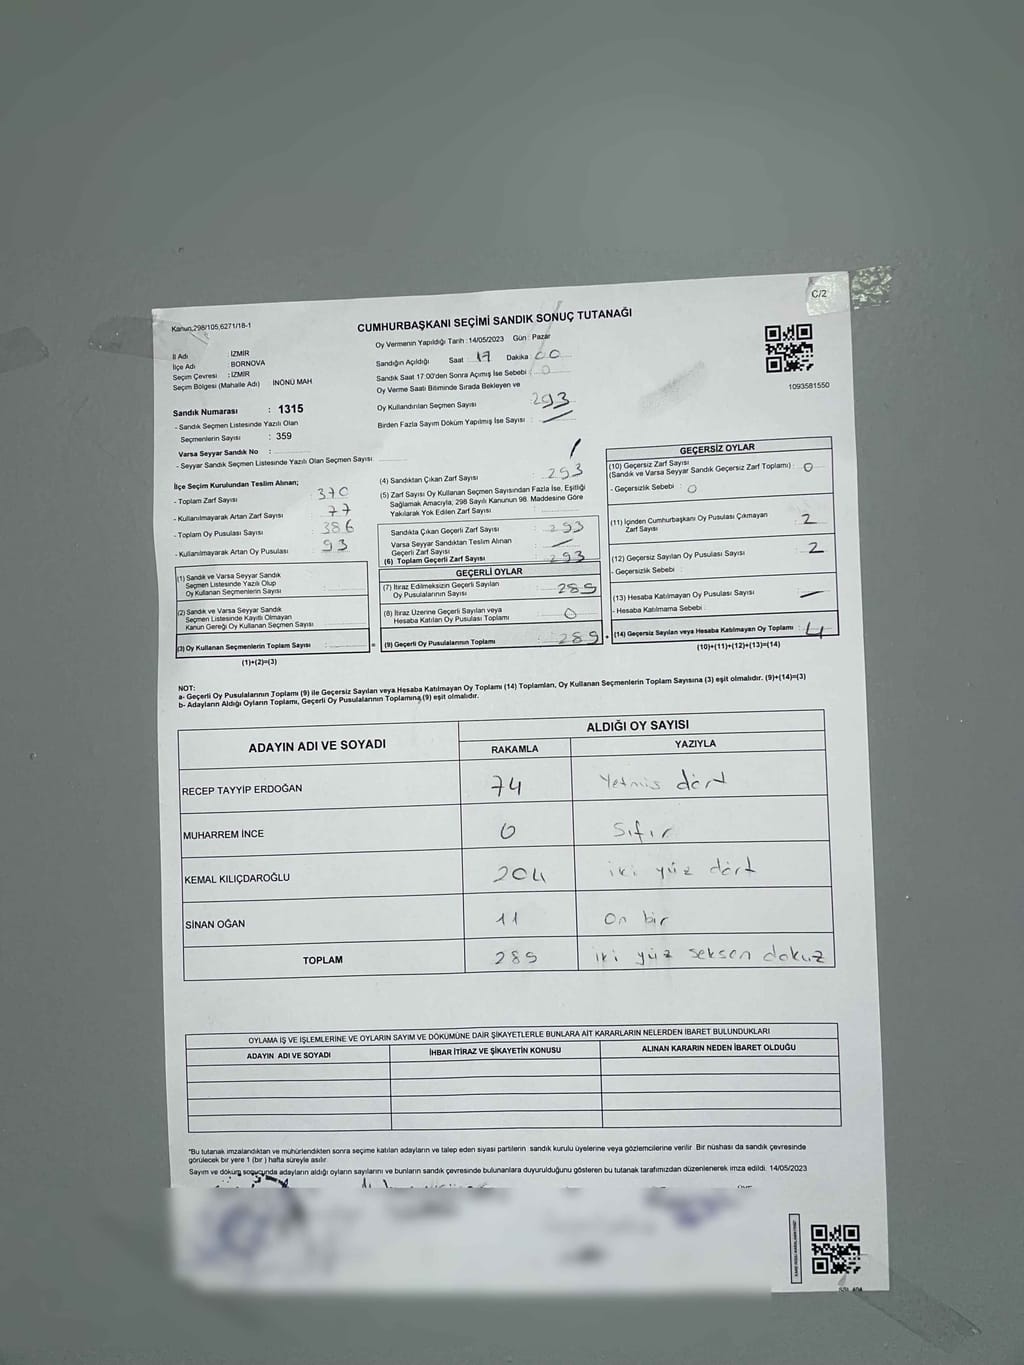 C/2
Kanun,298/105,6271/18-1
CUMHURBAŞKANI SEÇİMİ SANDIK SONUÇ TUTANAĞI
Oy Vermenin Yapıldığı Tarih : 14/05/2023 Gün : Pazar
İl Adı : İZMİR
İlçe Adı : BORNOVA
Seçim Çevresi : İZMİR
Seçim Bölgesi (Mahalle Adı) İNÖNÜ MAH
Sandığın Açıldığı Saat 17 Dakika 00
Sandık Saat 17:00'den Sonra Açmış İse Sebebi : 0
Oy Verme Saati Bitiminde Sırada Bekleyen ve
Oy Kullandırılan Seçmen Sayısı : 293
Birden Fazla Sayım Döküm Yapılmış İse Sayısı :
1093581550
Sandık Numarası : 1315
- Sandık Seçmen Listesinde Yazılı Olan
Seçmenlerin Sayısı : 359
Varsa Seyyar Sandık No :
- Seyyar Sandık Seçmen Listesinde Yazılı Olan Seçmen Sayısı:
İlçe Seçim Kurulundan Teslim Alınan;
- Toplam Zarf Sayısı : 370
- Kullanılmayarak Artan Zarf Sayısı : 77
- Toplam Oy Pusulası Sayısı : 386
- Kullanılmayarak Artan Oy Pusulası : 93
(1) Sandık ve Varsa Seyyar Sandık
Seçmen Listesinde Yazılı Olup
Oy Kullanan Seçmenlerin Sayısı :
(2) Sandık ve Varsa Seyyar Sandık
Seçmen Listesinde Kayıtlı Olmayan
Kanun Gereği Oy Kullanan Seçmen Sayısı :
(3) Oy Kullanan Seçmenlerin Toplam Sayısı :
(1)+(2)=(3)
(4) Sandıktan Çıkan Zarf Sayısı : 293
(5) Zarf Sayısı Oy Kullanan Seçmen Sayısından Fazla İse, Eşitliği
Sağlamak Amacıyla; 298 Sayılı Kanunun 98. Maddesine Göre
Yakılarak Yok Edilen Zarf Sayısı :
Sandıkta Çıkan Geçerli Zarf Sayısı : 293
Varsa Seyyar Sandıktan Teslim Alınan
Geçerli Zarf Sayısı :
(6) Toplam Geçerli Zarf Sayısı : 293
GEÇERLİ OYLAR
(7) İtiraz Edilmeksizin Geçerli Sayılan
Oy Pusulalarının Sayısı : 289
(8) İtiraz Üzerine Geçerli Sayılan veya
Hesaba Katılan Oy Pusulası Toplamı : 0
= (9) Geçerli Oy Pusulalarının Toplamı : 289 +
GEÇERSİZ OYLAR
(10) Geçersiz Zarf Sayısı
(Sandık ve Varsa Seyyar Sandık Geçersiz Zarf Toplamı) : 0
- Geçersizlik Sebebi : 0
(11) İçinden Cumhurbaşkanı Oy Pusulası Çıkmayan
Zarf Sayısı : 2
(12) Geçersiz Sayılan Oy Pusulası Sayısı : 2
- Geçersizlik Sebebi :
(13) Hesaba Katılmayan Oy Pusulası Sayısı :
- Hesaba Katılmama Sebebi :
(14) Geçersiz Sayılan veya Hesaba Katılmayan Oy Toplamı : 4
(10)+(11)+(12)+(13)=(14)
NOT:
a- Geçerli Oy Pusulalarının Toplamı (9) ile Geçersiz Sayılan veya Hesaba Katılmayan Oy Toplamı (14) Toplamları, Oy Kullanan Seçmenlerin Toplam Sayısına (3) eşit olmalıdır. (9)+(14)=(3)
b- Adayların Aldığı Oyların Toplamı, Geçerli Oy Pusulalarının Toplamına (9) eşit olmalıdır.
ADAYIN ADI VE SOYADI ALDIĞI OY SAYISI
RAKAMLA YAZIYLA
RECEP TAYYİP ERDOĞAN 74 Yetmis dört
MUHARREM İNCE 0 Sıfır
KEMAL KILIÇDAROĞLU 204 iki yüz dört
SİNAN OĞAN 11 On bir
TOPLAM 289 iki yüz seksen dokuz
OYLAMA İŞ VE İŞLEMLERİNE VE OYLARIN SAYIM VE DÖKÜMÜNE DAİR ŞİKAYETLERLE BUNLARA AİT KARARLARIN NELERDEN İBARET BULUNDUKLARI
ADAYIN ADI VE SOYADI İHBAR İTİRAZ VE ŞİKAYETİN KONUSU ALINAN KARARIN NEDEN İBARET OLDUĞU
*Bu tutanak imzalandıktan ve mühürlendikten sonra seçime katılan adayların ve talep eden siyasi partilerin sandık kurulu üyelerine veya gözlemcilerine verilir. Bir nüshası da sandık çevresinde
görülecek bir yere 1 (bir) hafta süreyle asılır.
Sayım ve döküm sonucunda adayların aldığı oyların sayılarını ve bunların sandık çevresinde bulunanlara duyurulduğunu gösteren bu tutanak tarafımızdan düzenlenerek imza edildi. 14/05/2023